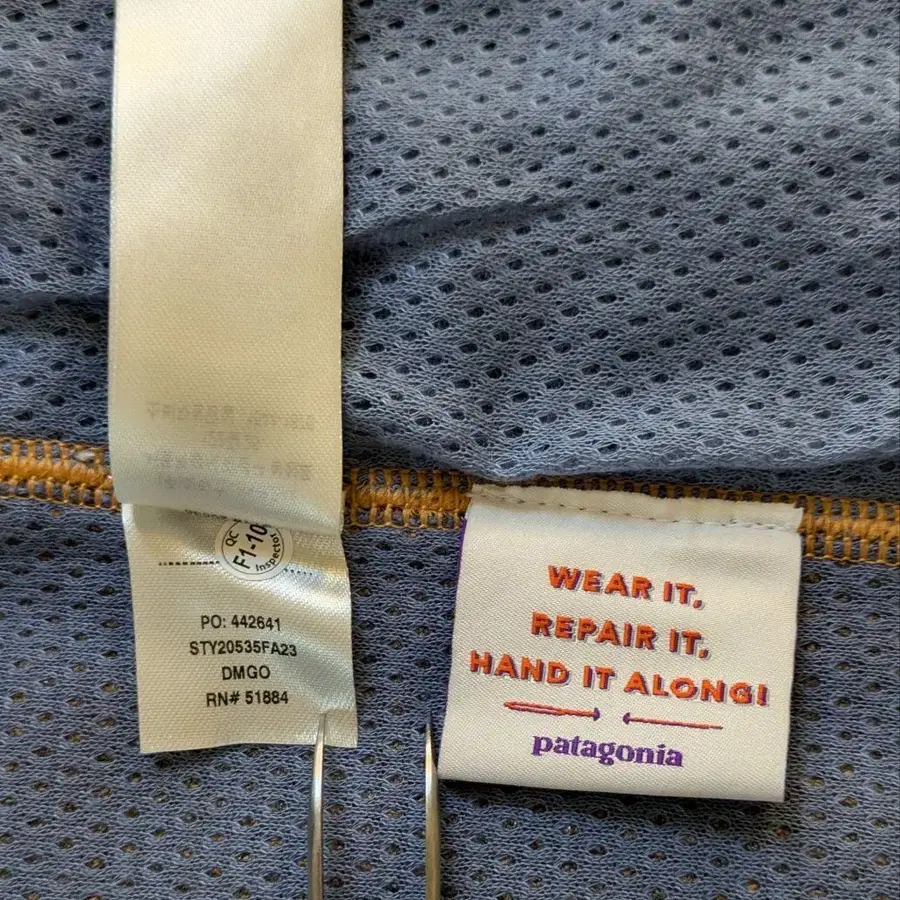 QC
F1-10
Inspector
PO: 442641
STY20535FA23
DMGO
RN# 51884
WEAR IT,
REPAIR IT,
HAND IT ALONG!
patagonia